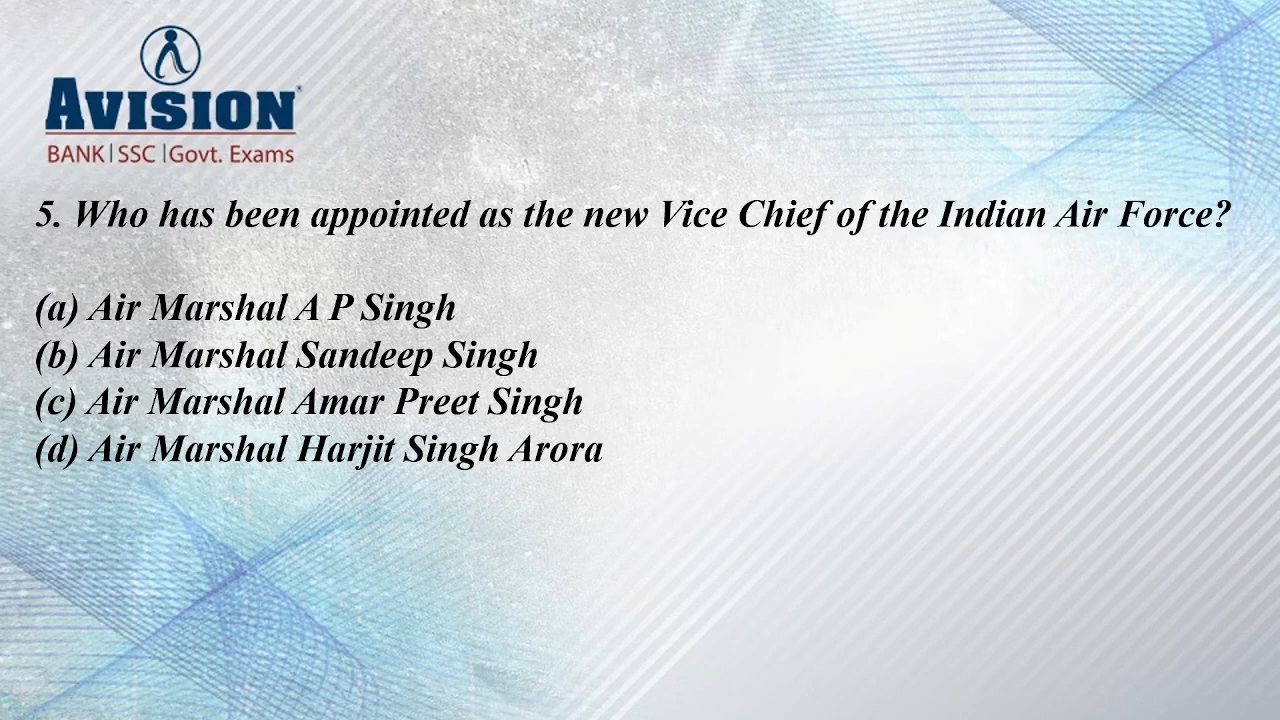 AVISION
BANK | SSC | Govt. Exams
5. Who has been appointed as the new Vice Chief of the Indian Air Force?
(a) Air Marshal A P Singh
(b) Air Marshal Sandeep Singh
(c) Air Marshal Amar Preet Singh
(d) Air Marshal Harjit Singh Arora